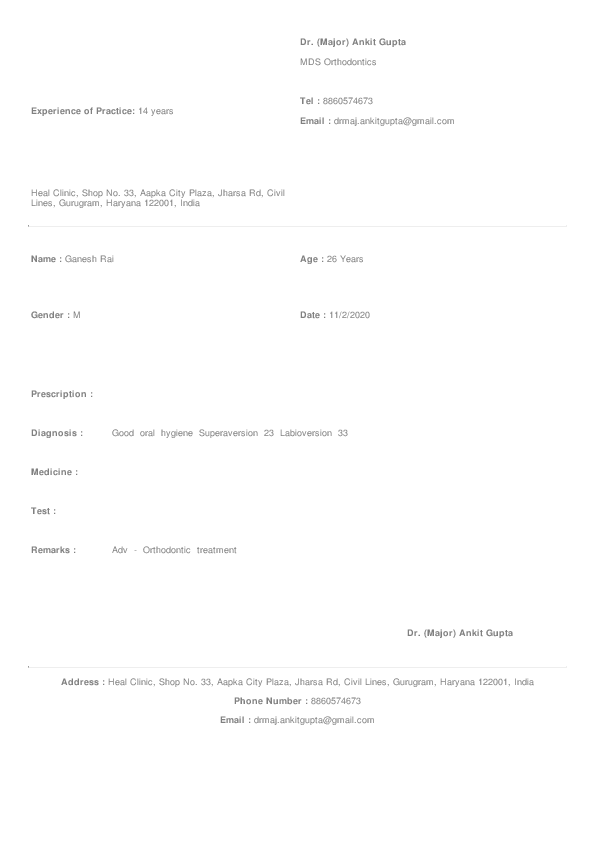 Dr. (Major) Ankit Gupta
MDS Orthodontics
Tel : 8860574673
Experience of Practice: 14 years
Email : drmaj.ankitgupta@gmail.com
Heal Clinic, Shop No. 33, Aapka City Plaza, Jharsa Rd, Civil
Lines, Gurugram, Haryana 122001, India
Name : Ganesh Rai
Age : 26 Years
Gender : M
Date : 11/2/2020
Prescription :
Diagnosis : Good oral hygiene Superaversion 23 Labioversion 33
Medicine :
Test :
Remarks : Adv - Orthodontic treatment
Dr. (Major) Ankit Gupta
Address : Heal Clinic, Shop No. 33, Aapka City Plaza, Jharsa Rd, Civil Lines, Gurugram, Haryana 122001, India
Phone Number : 8860574673
Email : drmaj.ankitgupta@gmail.com